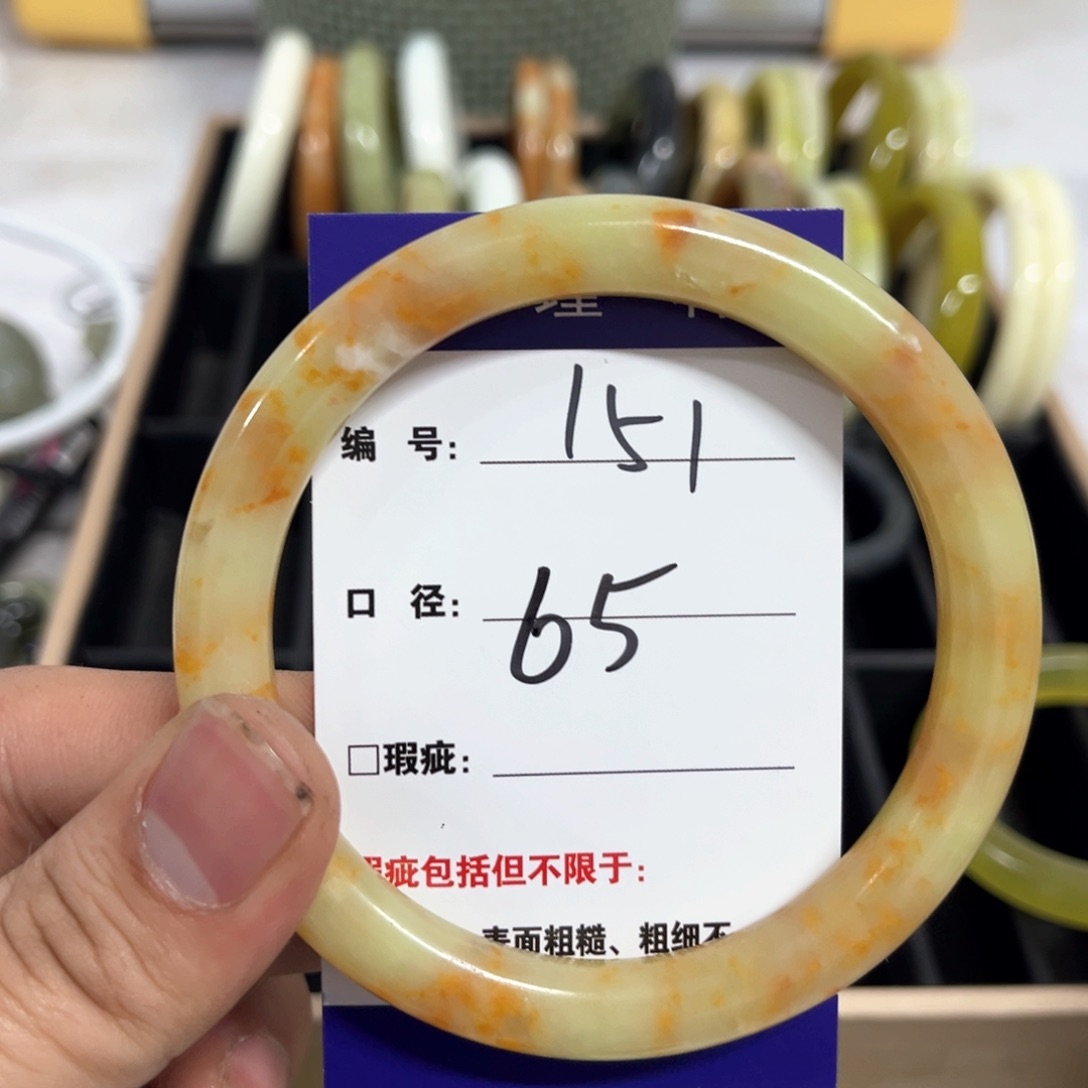 理
编 号： 151
口 径： 65
□瑕疵：
瑕疵包括但不限于：
表面粗糙、粗细不